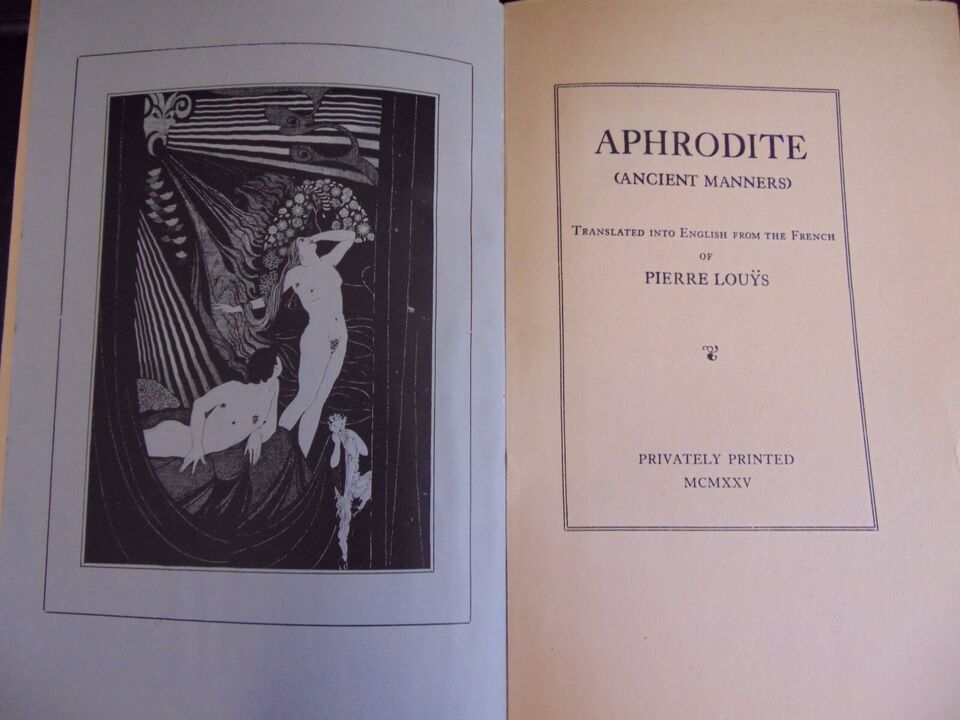 APHRODITE
(ANCIENT MANNERS)
TRANSLATED INTO ENGLISH FROM THE FRENCH
OF
PIERRE LOUŸS
PRIVATELY PRINTED
MCMXXV